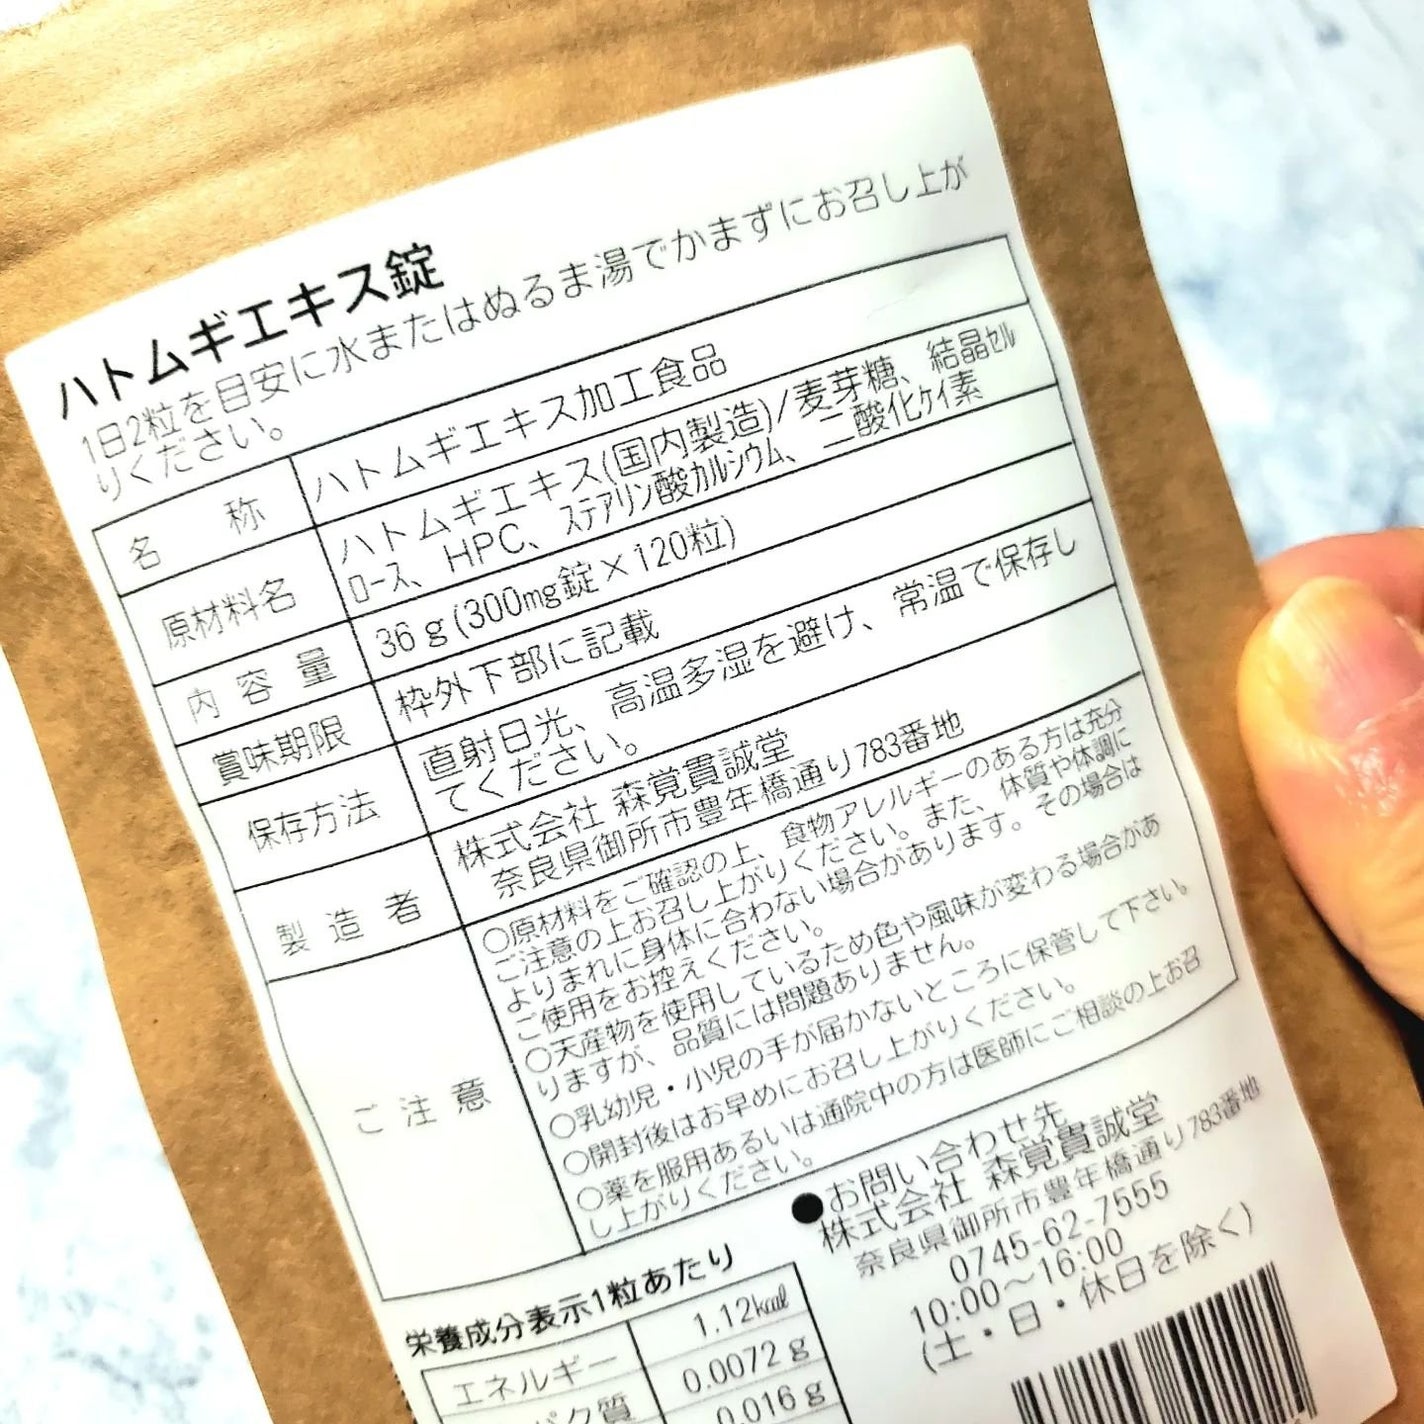 ハトムギエキス錠
1日2粒を目安に水またはぬるま湯でかまずにお召し上が
りください。
名称 ハトムギエキス加工食品
原材料名 ハトムギエキス(国内製造)/麦芽糖、結晶ｾﾙ
ﾛｰｽ、HPC、ｽﾃｱﾘﾝ酸ｶﾙｼｳﾑ、二酸化ｹｲ素
内容量 36g(300mg錠×120粒)
賞味期限 枠外下部に記載
保存方法 直射日光、高温多湿を避け、常温で保存し
てください。
製造者 株式会社 森覚貫誠堂
奈良県御所市豊年橋通り783番地
ご注意
○原材料をご確認の上、食物アレルギーのある方は充分
ご注意の上お召し上がりください。また、体質や体調に
よりまれに身体に合わない場合があります。その場合は
ご使用をお控えください。
○天産物を使用しているため色や風味が変わる場合があ
りますが、品質には問題ありません。
○乳幼児・小児の手が届かないところに保管して下さい。
○開封後はお早めにお召し上がりください。
○薬を服用あるいは通院中の方は医師にご相談の上お召
し上がりください。
●お問い合わせ先
株式会社 森覚貫誠堂
奈良県御所市豊年橋通り783番地
0745-62-7555
10:00～16:00
(土・日・休日を除く)
栄養成分表示1粒あたり
エネルギー 1.12kcal
パク質 0.0072g
0.016g